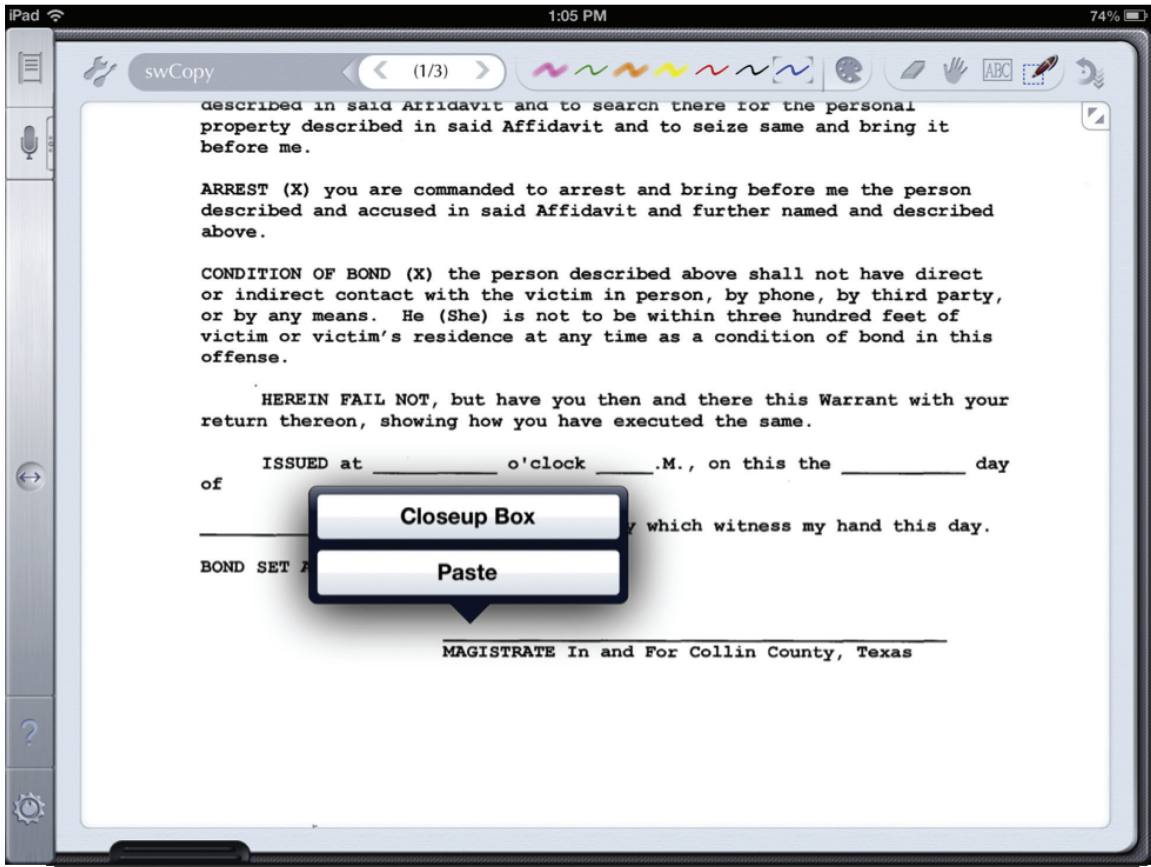 iPad 1:05 PM 74%
swCopy (1/3) ABC
described in said Affidavit and to search there for the personal
property described in said Affidavit and to seize same and bring it
before me.
ARREST (X) you are commanded to arrest and bring before me the person
described and accused in said Affidavit and further named and described
above.
CONDITION OF BOND (X) the person described above shall not have direct
or indirect contact with the victim in person, by phone, by third party,
or by any means. He (She) is not to be within three hundred feet of
victim or victim's residence at any time as a condition of bond in this
offense.
HEREIN FAIL NOT, but have you then and there this Warrant with your
return thereon, showing how you have executed the same.
ISSUED at __________ o'clock _____.M., on this the __________ day
of
Closeup Box
which witness my hand this day.
BOND SET
Paste
MAGISTRATE In and For Collin County, Texas
?